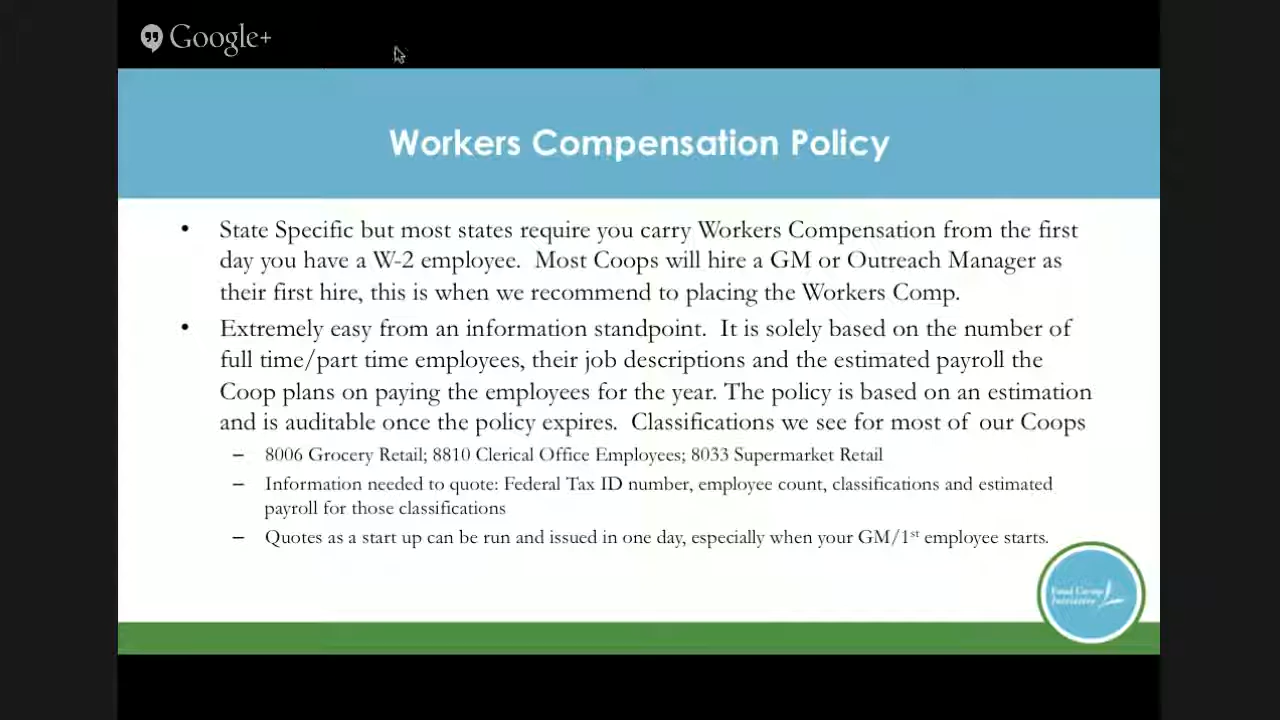 Google+
Workers Compensation Policy
• State Specific but most states require you carry Workers Compensation from the first
day you have a W-2 employee. Most Coops will hire a GM or Outreach Manager as
their first hire, this is when we recommend to placing the Workers Comp.
• Extremely easy from an information standpoint. It is solely based on the number of
full time/part time employees, their job descriptions and the estimated payroll the
Coop plans on paying the employees for the year. The policy is based on an estimation
and is auditable once the policy expires. Classifications we see for most of our Coops
– 8006 Grocery Retail; 8810 Clerical Office Employees; 8033 Supermarket Retail
– Information needed to quote: Federal Tax ID number, employee count, classifications and estimated
payroll for those classifications
– Quotes as a start up can be run and issued in one day, especially when your GM/1st employee starts.
Food Co-op
Initiative